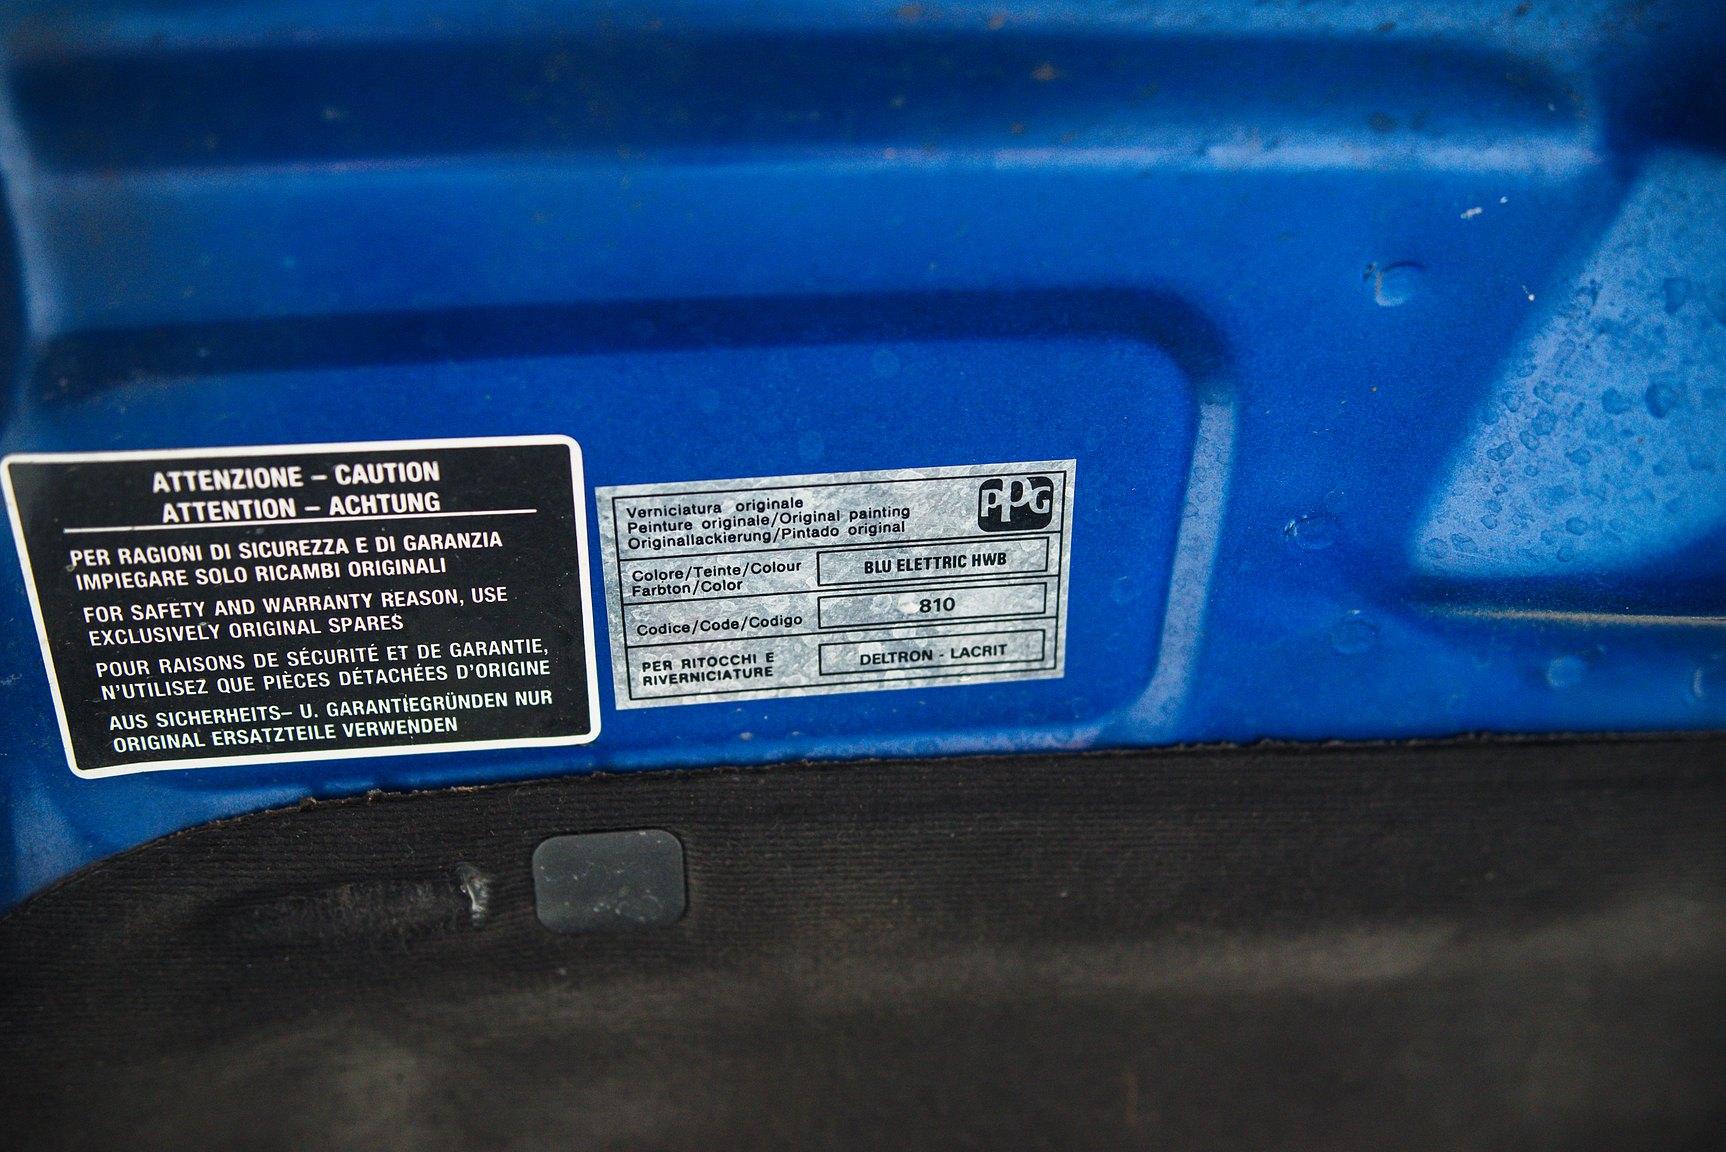 ATTENZIONE – CAUTION
ATTENTION – ACHTUNG
PER RAGIONI DI SICUREZZA E DI GARANZIA
IMPIEGARE SOLO RICAMBI ORIGINALI
FOR SAFETY AND WARRANTY REASON, USE
EXCLUSIVELY ORIGINAL SPARES
POUR RAISONS DE SÉCURITÉ ET DE GARANTIE,
N'UTILISEZ QUE PIÈCES DÉTACHÉES D'ORIGINE
AUS SICHERHEITS– U. GARANTIEGRÜNDEN NUR
ORIGINAL ERSATZTEILE VERWENDEN
PPG
Verniciatura originale
Peinture originale/Original painting
Originallackierung/Pintado original
Colore/Teinte/Colour
Farbton/Color
BLU ELETTRIC HWB
Codice/Code/Codigo
810
PER RITOCCHI E
RIVERNICIATURE
DELTRON - LACRIT